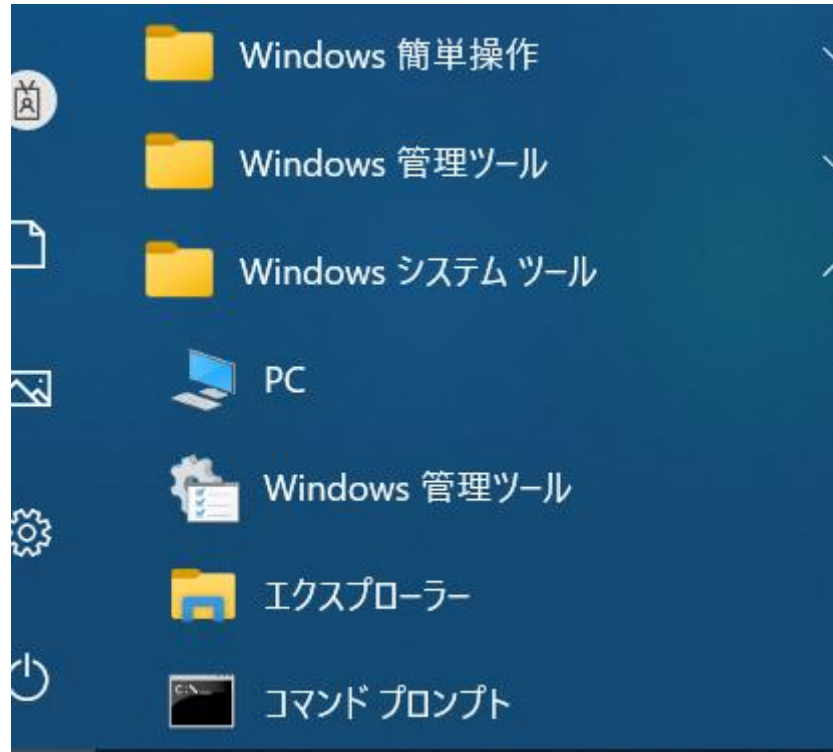 Windows 簡単操作
Windows 管理ツール
Windows システム ツール
PC
Windows 管理ツール
エクスプローラー
コマンド プロンプト